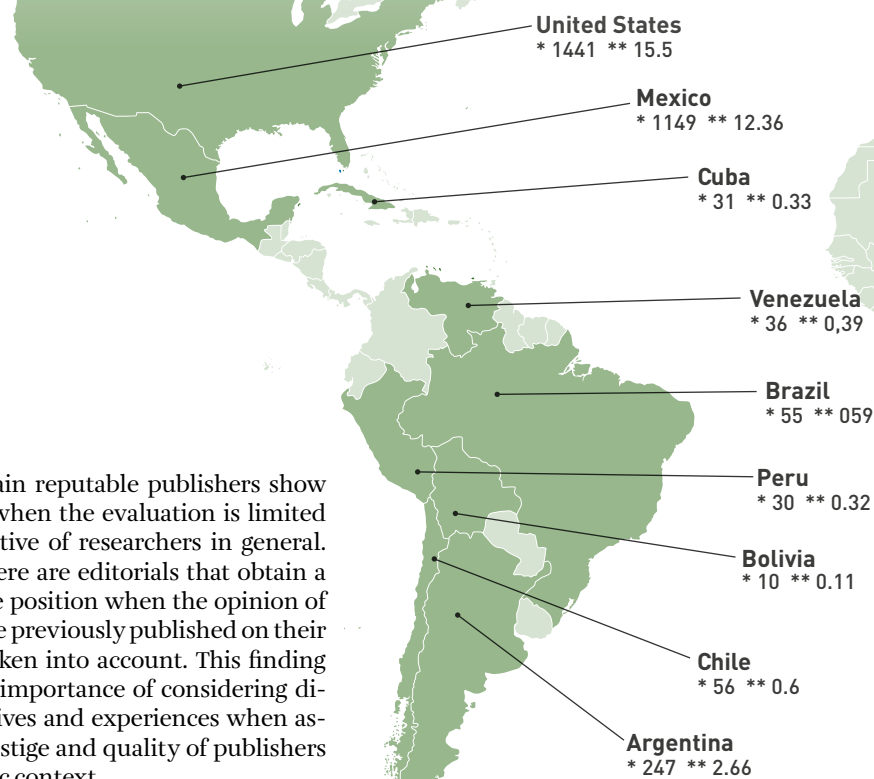 United States
* 1441 ** 15.5
Mexico
* 1149 ** 12.36
Cuba
* 31 ** 0.33
Venezuela
* 36 ** 0,39
Brazil
* 55 ** 059
Peru
* 30 ** 0.32
Bolivia
* 10 ** 0.11
Chile
* 56 ** 0.6
Argentina
* 247 ** 2.66
ain reputable publishers show
when the evaluation is limited
tive of researchers in general.
ere are editorials that obtain a
e position when the opinion of
e previously published on their
ken into account. This finding
importance of considering di-
ives and experiences when as-
stige and quality of publishers
ic context.